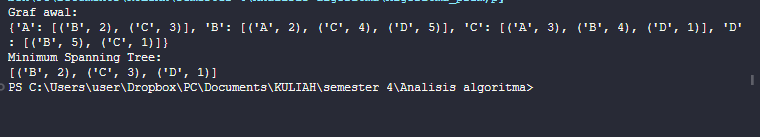 Graf awal:
{'A': [('B', 2), ('C', 3)], 'B': [('A', 2), ('C', 4), ('D', 5)], 'C': [('A', 3), ('B', 4), ('D', 1)], 'D'
: [('B', 5), ('C', 1)]}
Minimum Spanning Tree:
[('B', 2), ('C', 3), ('D', 1)]
PS C:\Users\user\Dropbox\PC\Documents\KULIAH\semester 4\Analisis algoritma>